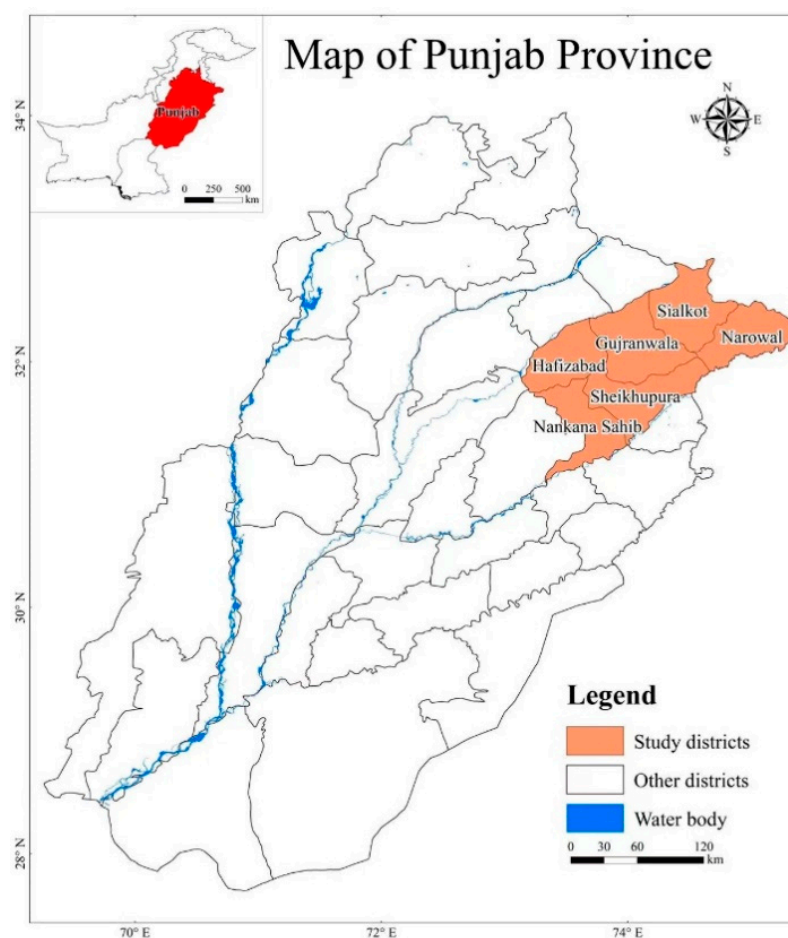 Map of Punjab Province
Punjab
0 250 500
km
N
W E
S
34° N
32° N
30° N
28° N
Sialkot
Gujranwala
Narowal
Hafizabad
Sheikhupura
Nankana Sahib
Legend
Study districts
Other districts
Water body
0 30 60 120
km
70° E
72° E
74° E